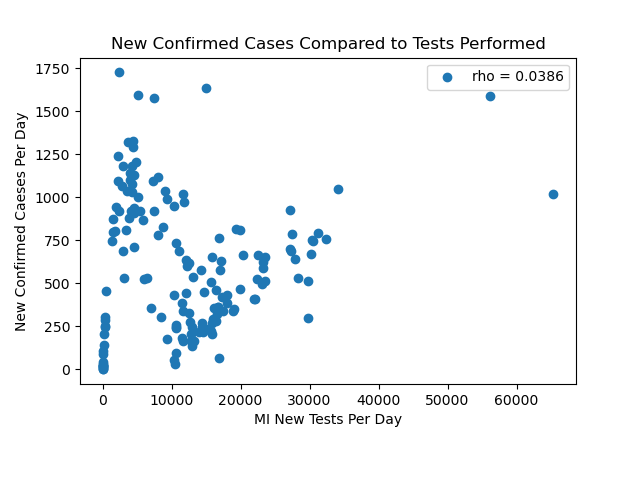 New Confirmed Cases Compared to Tests Performed
rho = 0.0386
New Confirmed Caeses Per Day
1750
1500
1250
1000
750
500
250
0
0 10000 20000 30000 40000 50000 60000
MI New Tests Per Day